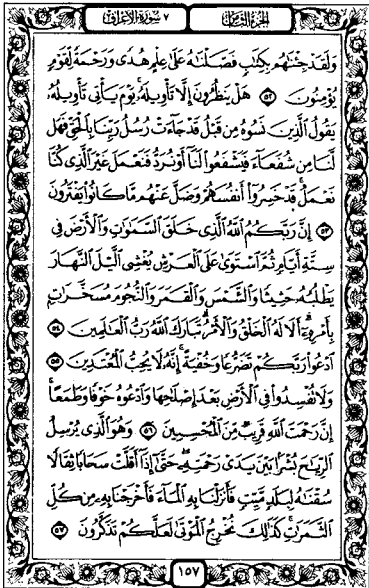 الجزء الثامن
٧ سورة الأعراف
وَلَقَدْ جِئْنَٰهُم بِكِتَٰبٍ فَصَّلْنَٰهُ عَلَىٰ عِلْمٍ هُدًى وَرَحْمَةً لِّقَوْمٍ
يُؤْمِنُونَ ٥٢ هَلْ يَنظُرُونَ إِلَّا تَأْوِيلَهُۥ يَوْمَ يَأْتِى تَأْوِيلُهُۥ
يَقُولُ ٱلَّذِينَ نَسُوهُ مِن قَبْلُ قَدْ جَآءَتْ رُسُلُ رَبِّنَا بِٱلْحَقِّ فَهَل
لَّنَا مِن شُفَعَآءَ فَيَشْفَعُوا۟ لَنَآ أَوْ نُرَدُّ فَنَعْمَلَ غَيْرَ ٱلَّذِى كُنَّا
نَعْمَلُ قَدْ خَسِرُوٓا۟ أَنفُسَهُمْ وَضَلَّ عَنْهُم مَّا كَانُوا۟ يَفْتَرُونَ
٥٣ إِنَّ رَبَّكُمُ ٱللَّهُ ٱلَّذِى خَلَقَ ٱلسَّمَٰوَٰتِ وَٱلْأَرْضَ فِى
سِتَّةِ أَيَّامٍ ثُمَّ ٱسْتَوَىٰ عَلَى ٱلْعَرْشِ يُغْشِى ٱلَّيْلَ ٱلنَّهَارَ
يَطْلُبُهُۥ حَثِيثًا وَٱلشَّمْسَ وَٱلْقَمَرَ وَٱلنُّجُومَ مُسَخَّرَٰتٍۭ
بِأَمْرِهِۦٓ أَلَا لَهُ ٱلْخَلْقُ وَٱلْأَمْرُ تَبَارَكَ ٱللَّهُ رَبُّ ٱلْعَٰلَمِينَ ٥٤
ٱدْعُوا۟ رَبَّكُمْ تَضَرُّعًا وَخُفْيَةً إِنَّهُۥ لَا يُحِبُّ ٱلْمُعْتَدِينَ ٥٥
وَلَا تُفْسِدُوا۟ فِى ٱلْأَرْضِ بَعْدَ إِصْلَٰحِهَا وَٱدْعُوهُ خَوْفًا وَطَمَعًا
إِنَّ رَحْمَتَ ٱللَّهِ قَرِيبٌ مِّنَ ٱلْمُحْسِنِينَ ٥٦ وَهُوَ ٱلَّذِى يُرْسِلُ
ٱلرِّيَٰحَ بُشْرًۢا بَيْنَ يَدَىْ رَحْمَتِهِۦ حَتَّىٰٓ إِذَآ أَقَلَّتْ سَحَابًا ثِقَالًا
سُقْنَٰهُ لِبَلَدٍ مَّيِّتٍ فَأَنزَلْنَا بِهِ ٱلْمَآءَ فَأَخْرَجْنَا بِهِۦ مِن كُلِّ
ٱلثَّمَرَٰتِ كَذَٰلِكَ نُخْرِجُ ٱلْمَوْتَىٰ لَعَلَّكُمْ تَذَكَّرُونَ ٥٧
١٥٧